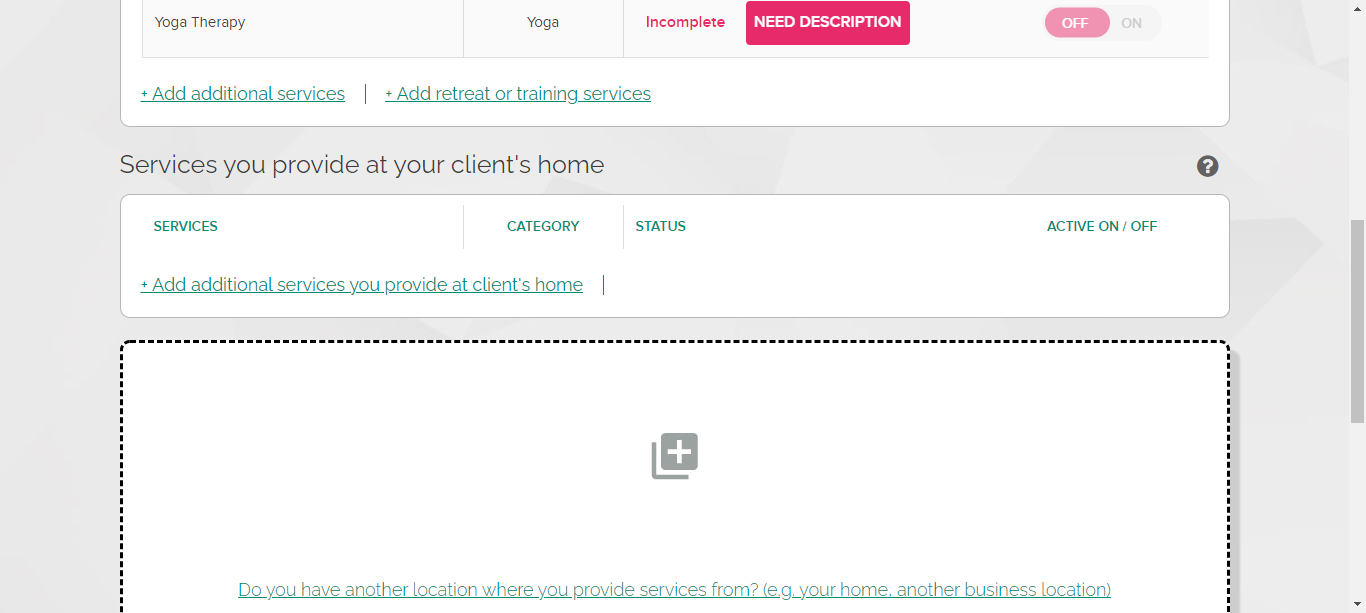 Yoga Therapy Yoga Incomplete NEED DESCRIPTION OFF ON
+ Add additional services | + Add retreat or training services
Services you provide at your client's home ?
SERVICES CATEGORY STATUS ACTIVE ON / OFF
+ Add additional services you provide at client's home |
Do you have another location where you provide services from? (e.g. your home, another business location)